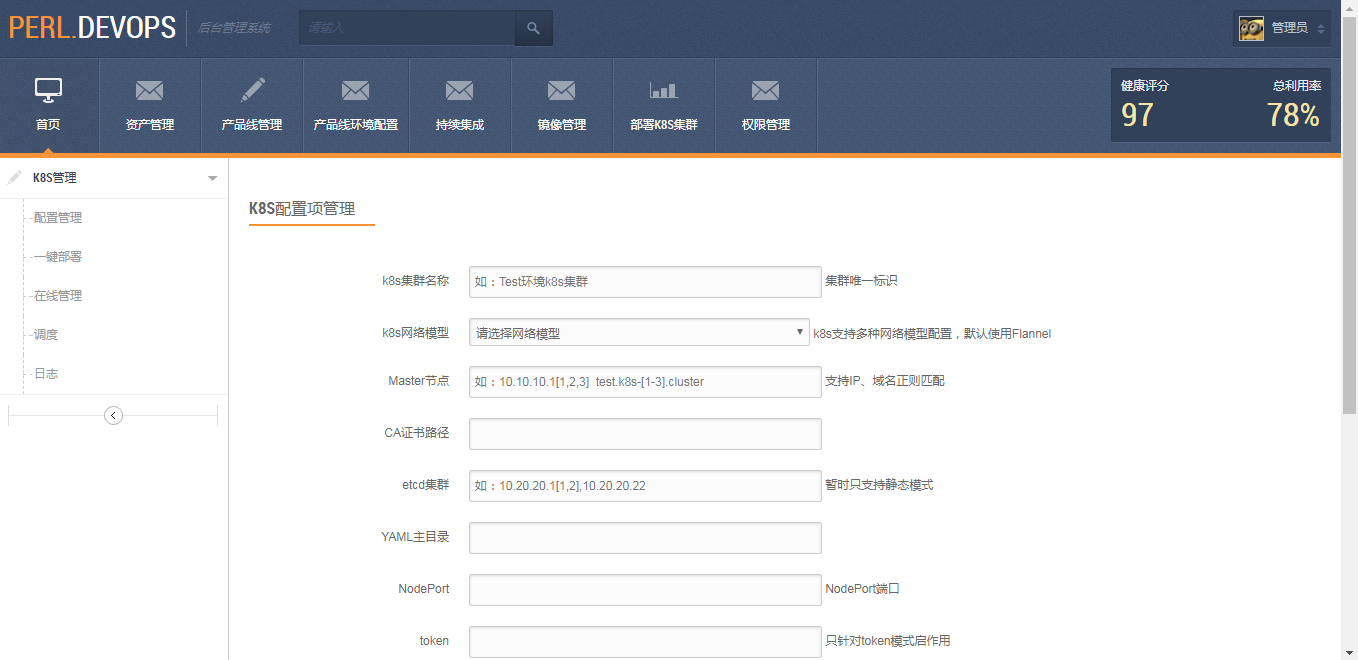 PERL.DEVOPS 后台管理系统 请输入 管理员
首页 资产管理 产品线管理 产品线环境配置 持续集成 镜像管理 部署K8S集群 权限管理
健康评分 总利用率
97 78%
K8S管理
配置管理
一键部署
在线管理
调度
日志
K8S配置项管理
k8s集群名称 如：Test环境k8s集群 集群唯一标识
k8s网络模型 请选择网络模型 k8s支持多种网络模型配置，默认使用Flannel
Master节点 如：10.10.10.1[1,2,3] test.k8s-[1-3].cluster 支持IP、域名正则匹配
CA证书路径
etcd集群 如：10.20.20.1[1,2],10.20.20.22 暂时只支持静态模式
YAML主目录
NodePort NodePort端口
token 只针对token模式启作用